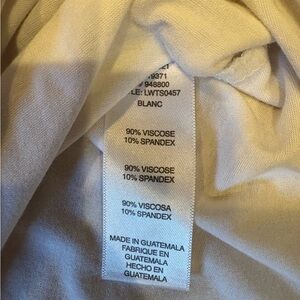 948800
LWTS0457
BLANC
90% VISCOSE
10% SPANDEX
90% VISCOSE
10% SPANDEX
90% VISCOSA
10% SPANDEX
MADE IN GUATEMALA
FABRIQUE EN
GUATEMALA
HECHO EN
GUATEMALA